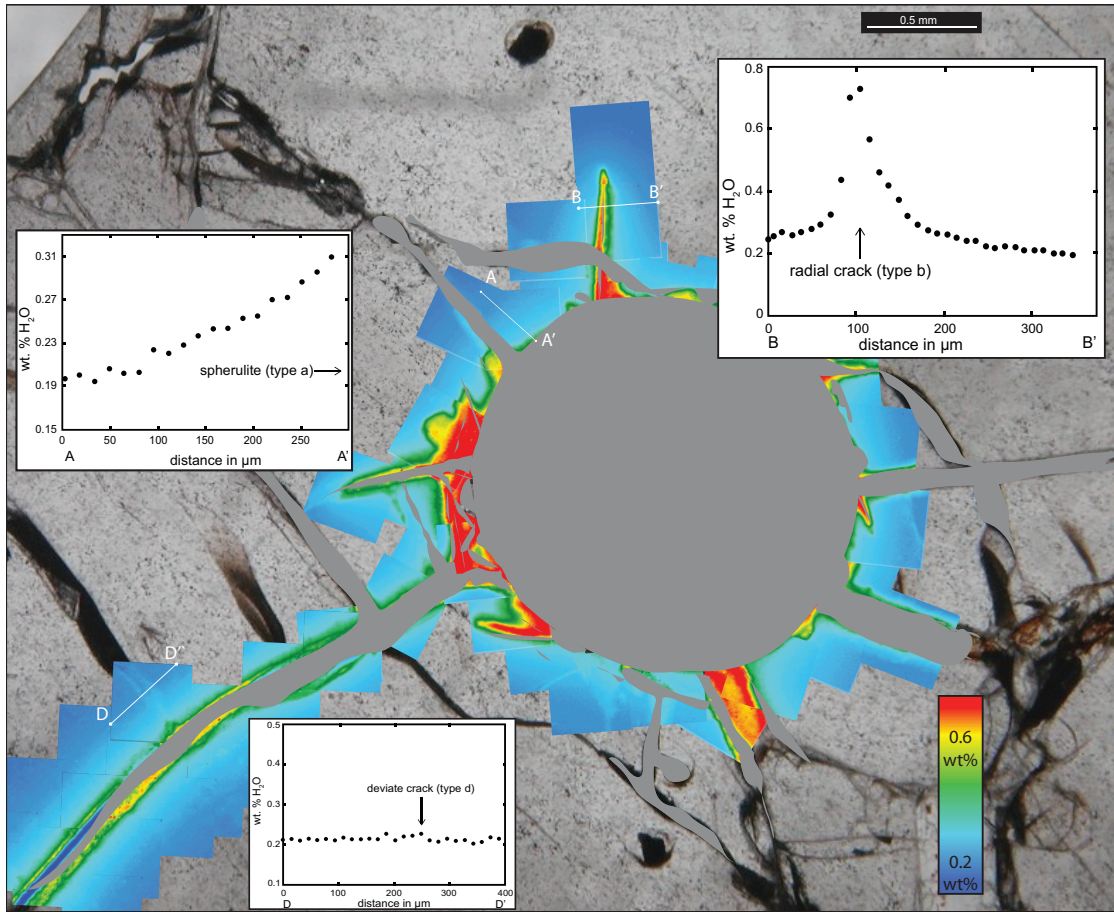 0.5 mm
0.8
0.6
0.4
0.2
0
wt. % H₂O
radial crack (type b)
0 100 200 300
B distance in µm B'
B B'
A
A'
0.31
0.27
0.23
0.19
0.15
wt. % H₂O
spherulite (type a)
0 50 100 150 200 250
A distance in µm A'
D"
D
0.5
0.4
0.3
0.2
0.1
wt. % H₂O
deviate crack (type d)
0 100 200 300 400
D distance in µm D'
0.6
wt%
0.2
wt%